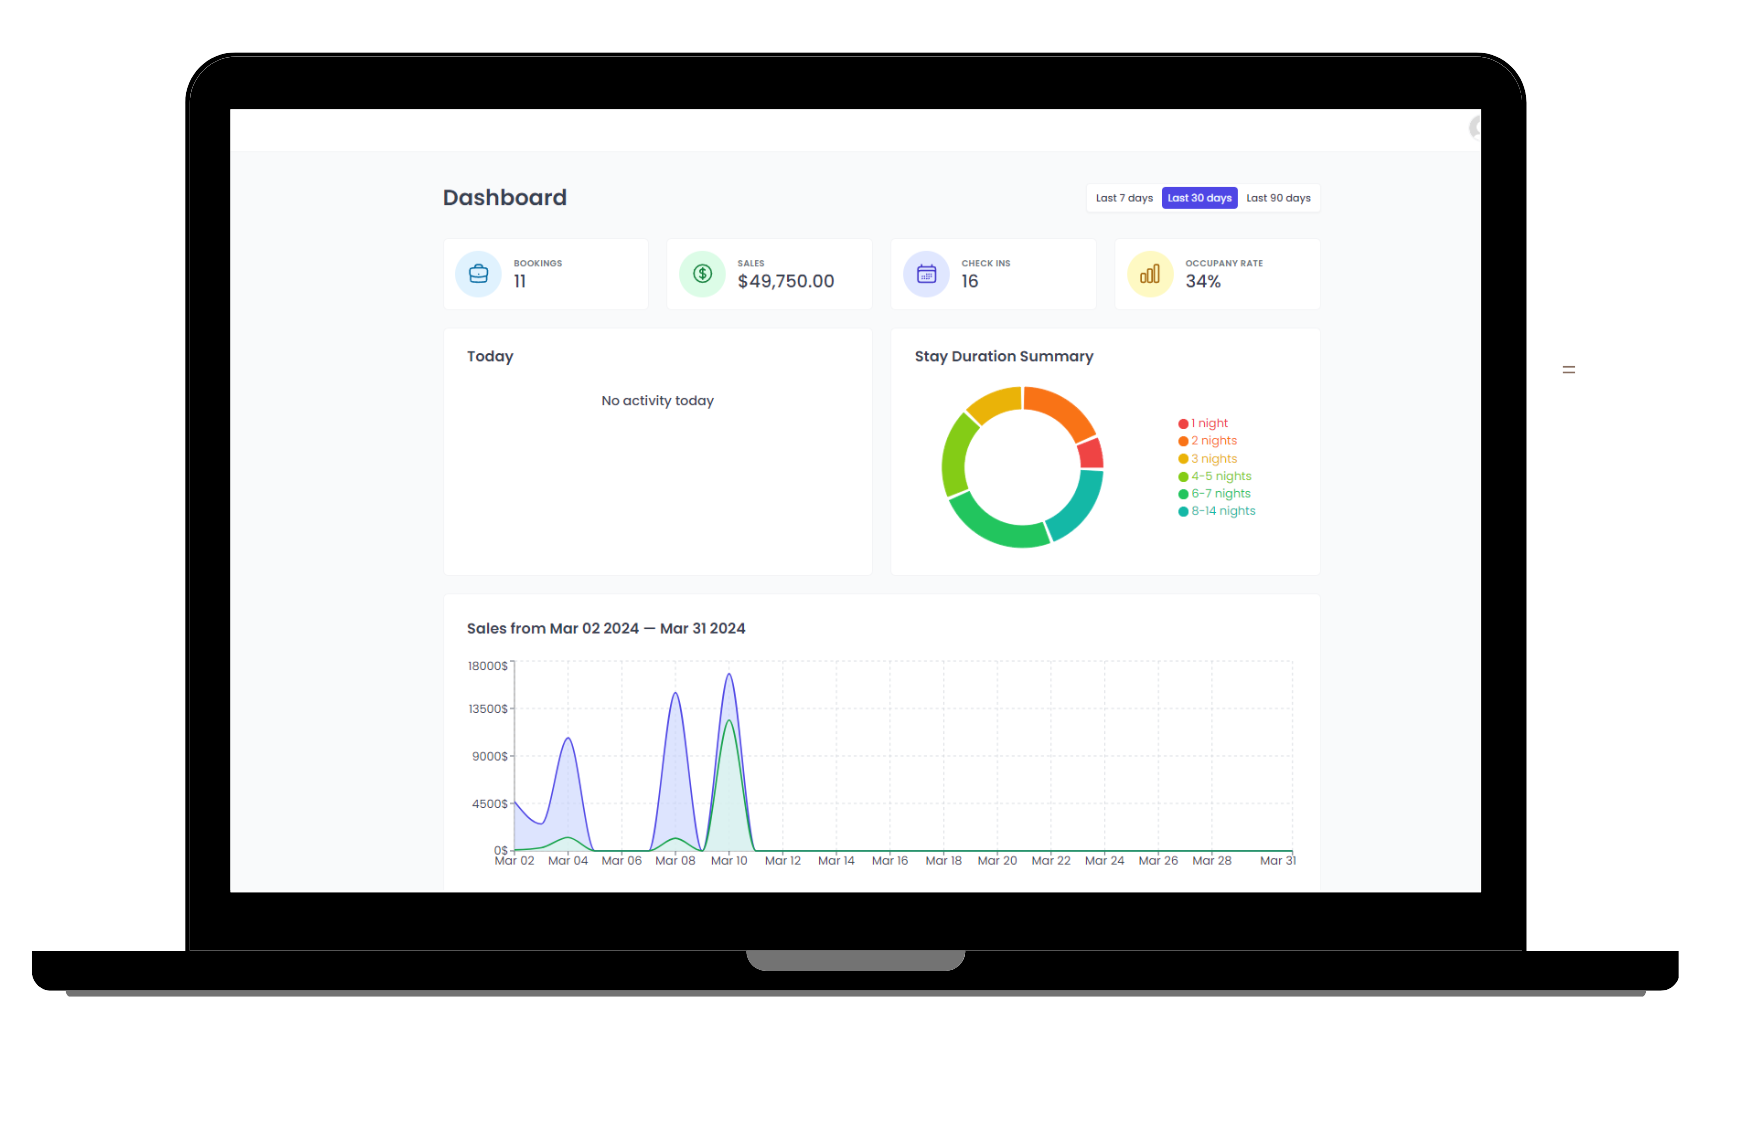 Dashboard
Last 7 days Last 30 days Last 90 days
BOOKINGS
11
SALES
$49,750.00
CHECK INS
16
OCCUPANY RATE
34%
Today
No activity today
Stay Duration Summary
1 night
2 nights
3 nights
4-5 nights
6-7 nights
8-14 nights
Sales from Mar 02 2024 — Mar 31 2024
18000$
13500$
9000$
4500$
0$
Mar 02 Mar 04 Mar 06 Mar 08 Mar 10 Mar 12 Mar 14 Mar 16 Mar 18 Mar 20 Mar 22 Mar 24 Mar 26 Mar 28 Mar 31
=